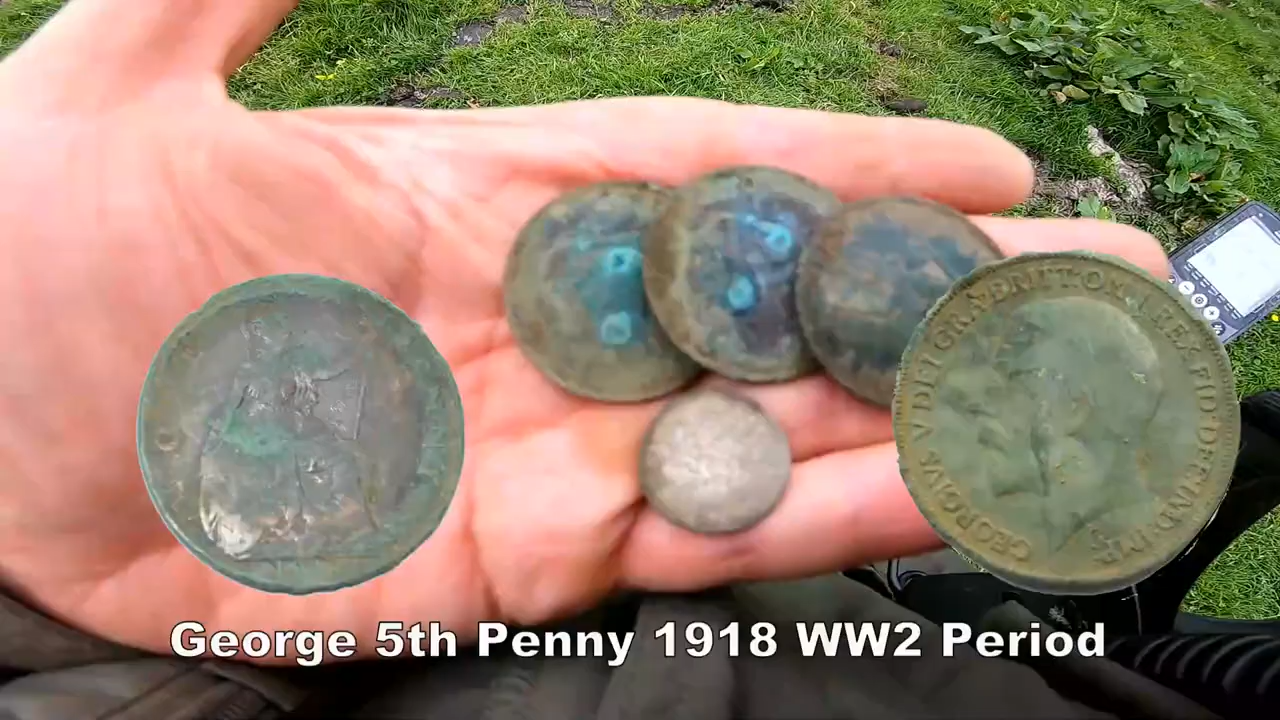 GEORGIVS V DEI GRA:BRITT:OMN:REX FID:DEF:IND:IMP:
George 5th Penny 1918 WW2 Period